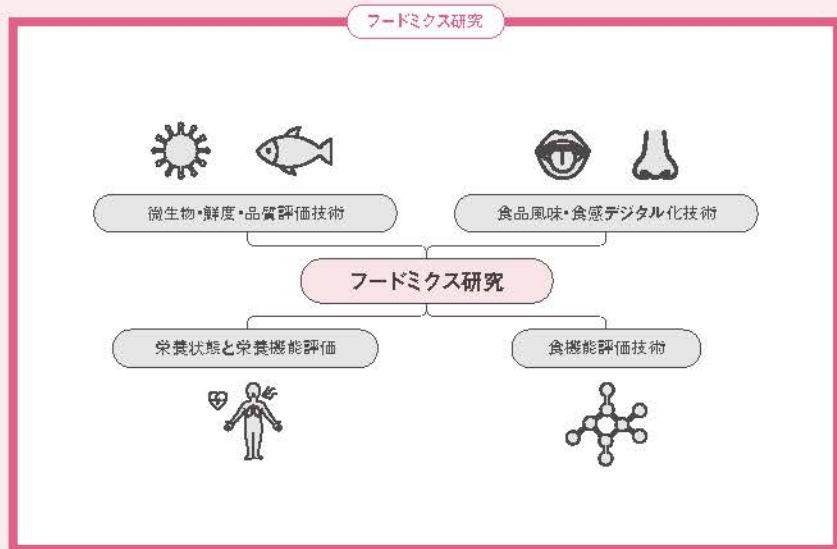 フードミクス研究
微生物・鮮度・品質評価技術
食品風味・食感デジタル化技術
フードミクス研究
栄養状態と栄養機能評価
食機能評価技術